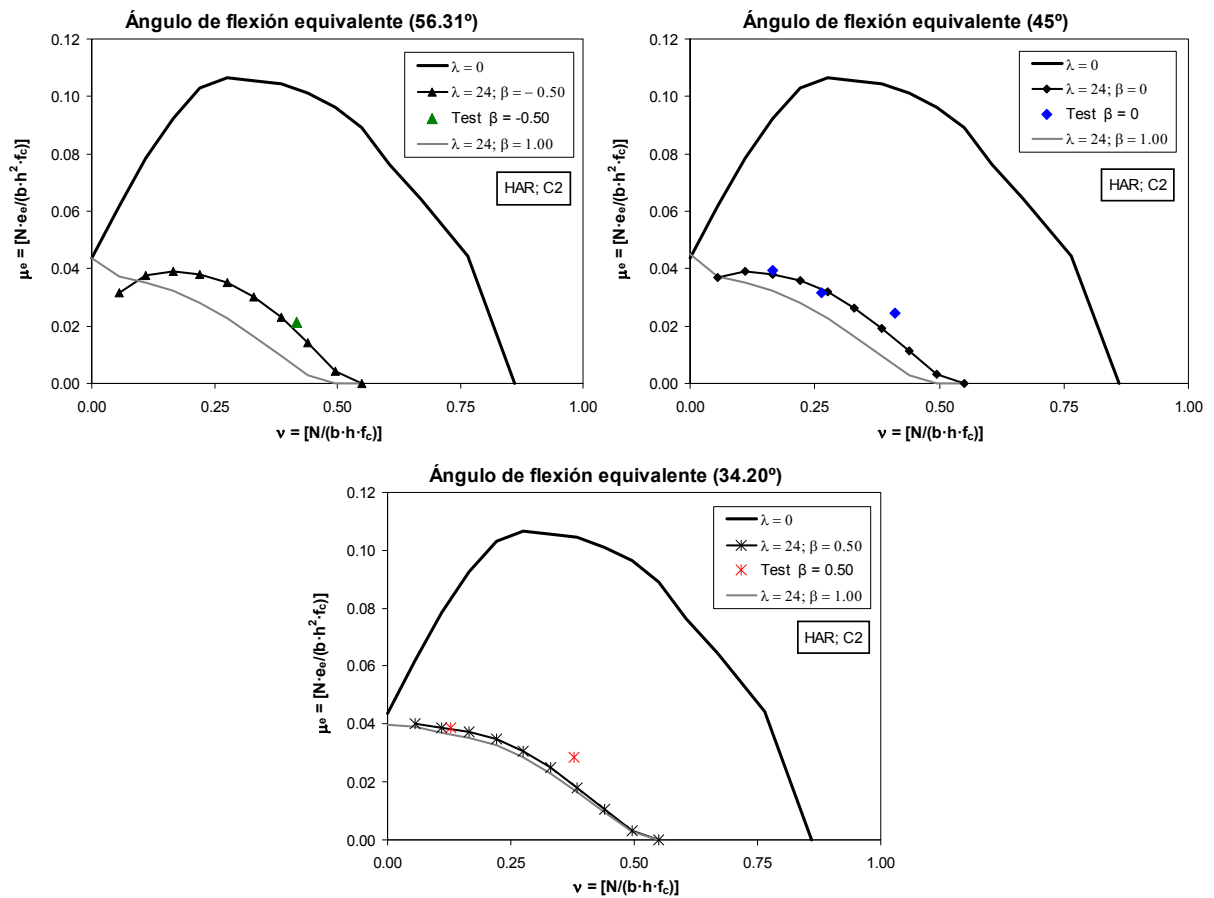 Ángulo de flexión equivalente (56.31º)
0.12
0.10
0.08
0.06
0.04
0.02
0.00
0.00
0.25
0.50
0.75
1.00
μe = [N·ee/(b·h²·fc)]
ν = [N/(b·h·fc)]
λ = 0
λ = 24; β = – 0.50
Test β = -0.50
λ = 24; β = 1.00
HAR; C2
Ángulo de flexión equivalente (45º)
0.12
0.10
0.08
0.06
0.04
0.02
0.00
0.00
0.25
0.50
0.75
1.00
μe = [N·ee/(b·h²·fc)]
ν = [N/(b·h·fc)]
λ = 0
λ = 24; β = 0
Test β = 0
λ = 24; β = 1.00
HAR; C2
Ángulo de flexión equivalente (34.20º)
0.12
0.10
0.08
0.06
0.04
0.02
0.00
0.00
0.25
0.50
0.75
1.00
μe = [N·ee/(b·h²·fc)]
ν = [N/(b·h·fc)]
λ = 0
λ = 24; β = 0.50
Test β = 0.50
λ = 24; β = 1.00
HAR; C2